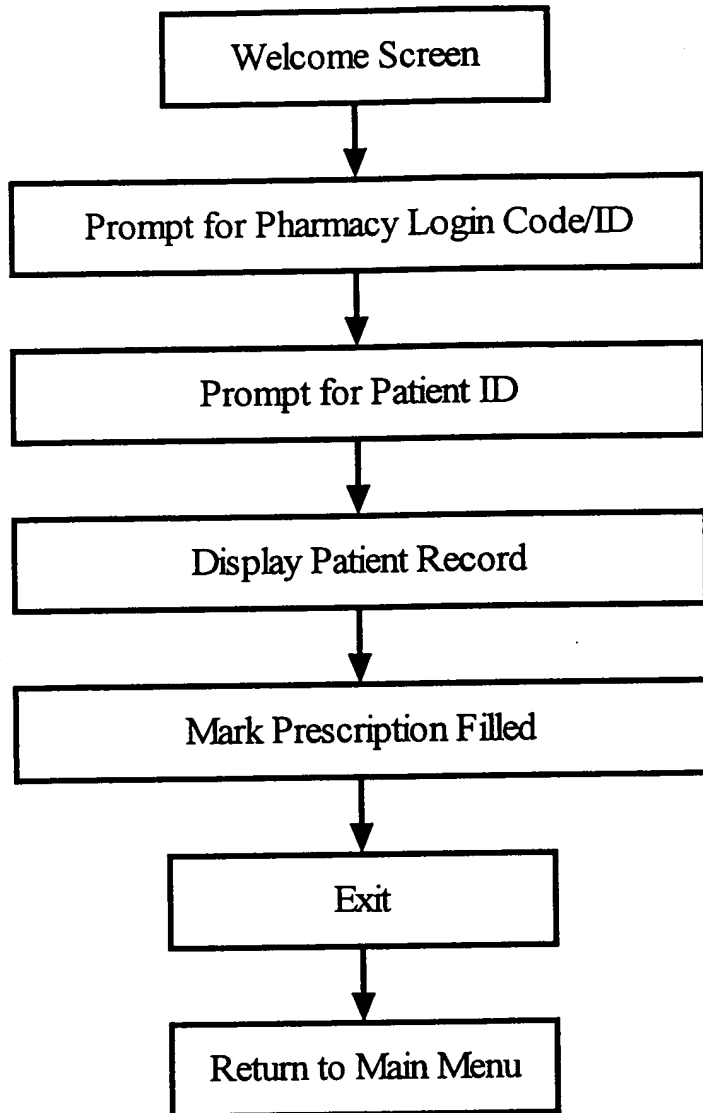 Welcome Screen
Prompt for Pharmacy Login Code/ID
Prompt for Patient ID
Display Patient Record
Mark Prescription Filled
Exit
Return to Main Menu